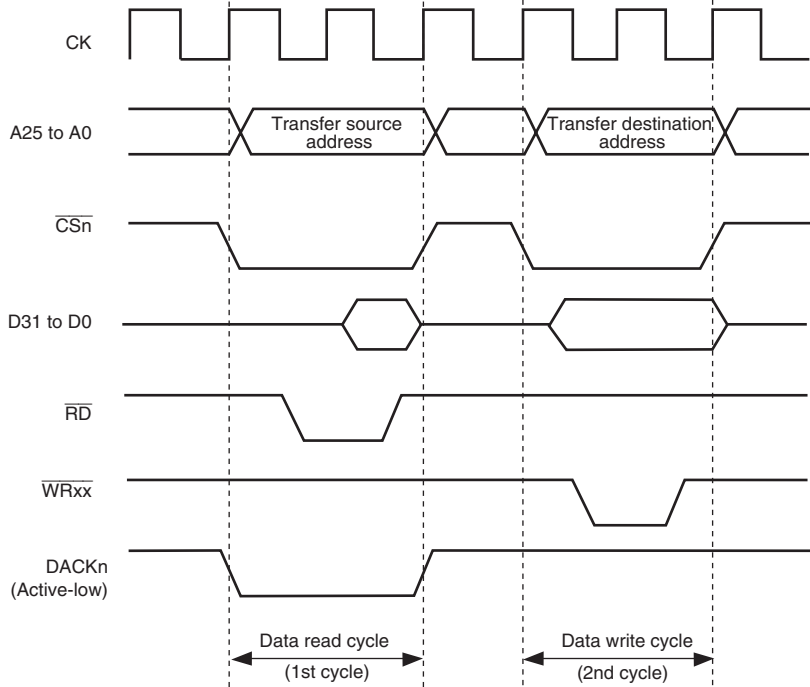 CK
A25 to A0
Transfer source
address
Transfer destination
address
CSn
D31 to D0
RD
WRxx
DACKn
(Active-low)
Data read cycle
(1st cycle)
Data write cycle
(2nd cycle)